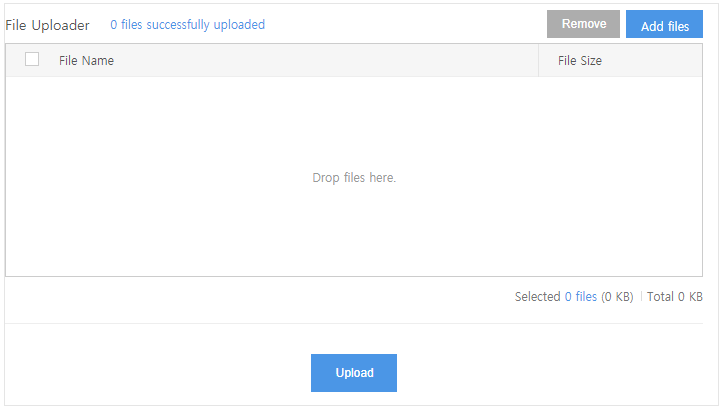 File Uploader 0 files successfully uploaded Remove Add files
File Name File Size
Drop files here.
Selected 0 files (0 KB) Total 0 KB
Upload